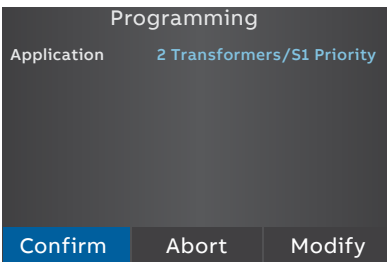 Programming
Application 2 Transformers/S1 Priority
Confirm Abort Modify